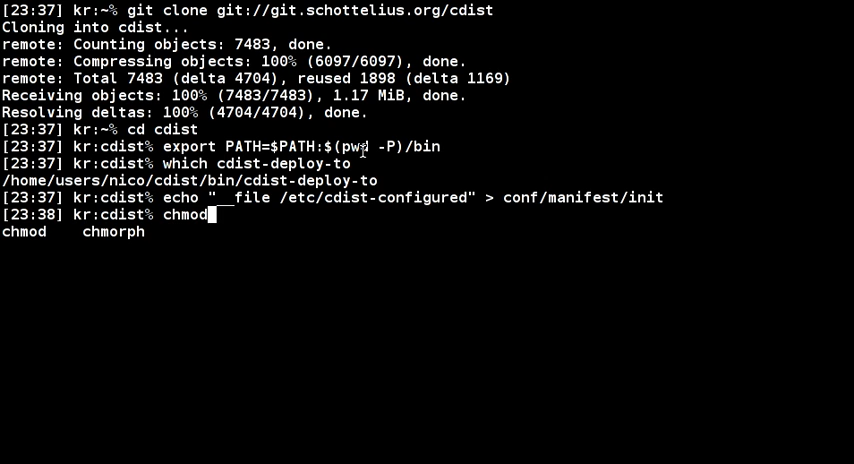 [23:37] kr:~% git clone git://git.schottelius.org/cdist
Cloning into cdist...
remote: Counting objects: 7483, done.
remote: Compressing objects: 100% (6097/6097), done.
remote: Total 7483 (delta 4704), reused 1898 (delta 1169)
Receiving objects: 100% (7483/7483), 1.17 MiB, done.
Resolving deltas: 100% (4704/4704), done.
[23:37] kr:~% cd cdist
[23:37] kr:cdist% export PATH=$PATH:$(pwd -P)/bin
[23:37] kr:cdist% which cdist-deploy-to
/home/users/nico/cdist/bin/cdist-deploy-to
[23:37] kr:cdist% echo "__file /etc/cdist-configured" > conf/manifest/init
[23:38] kr:cdist% chmod
chmod    chmorph